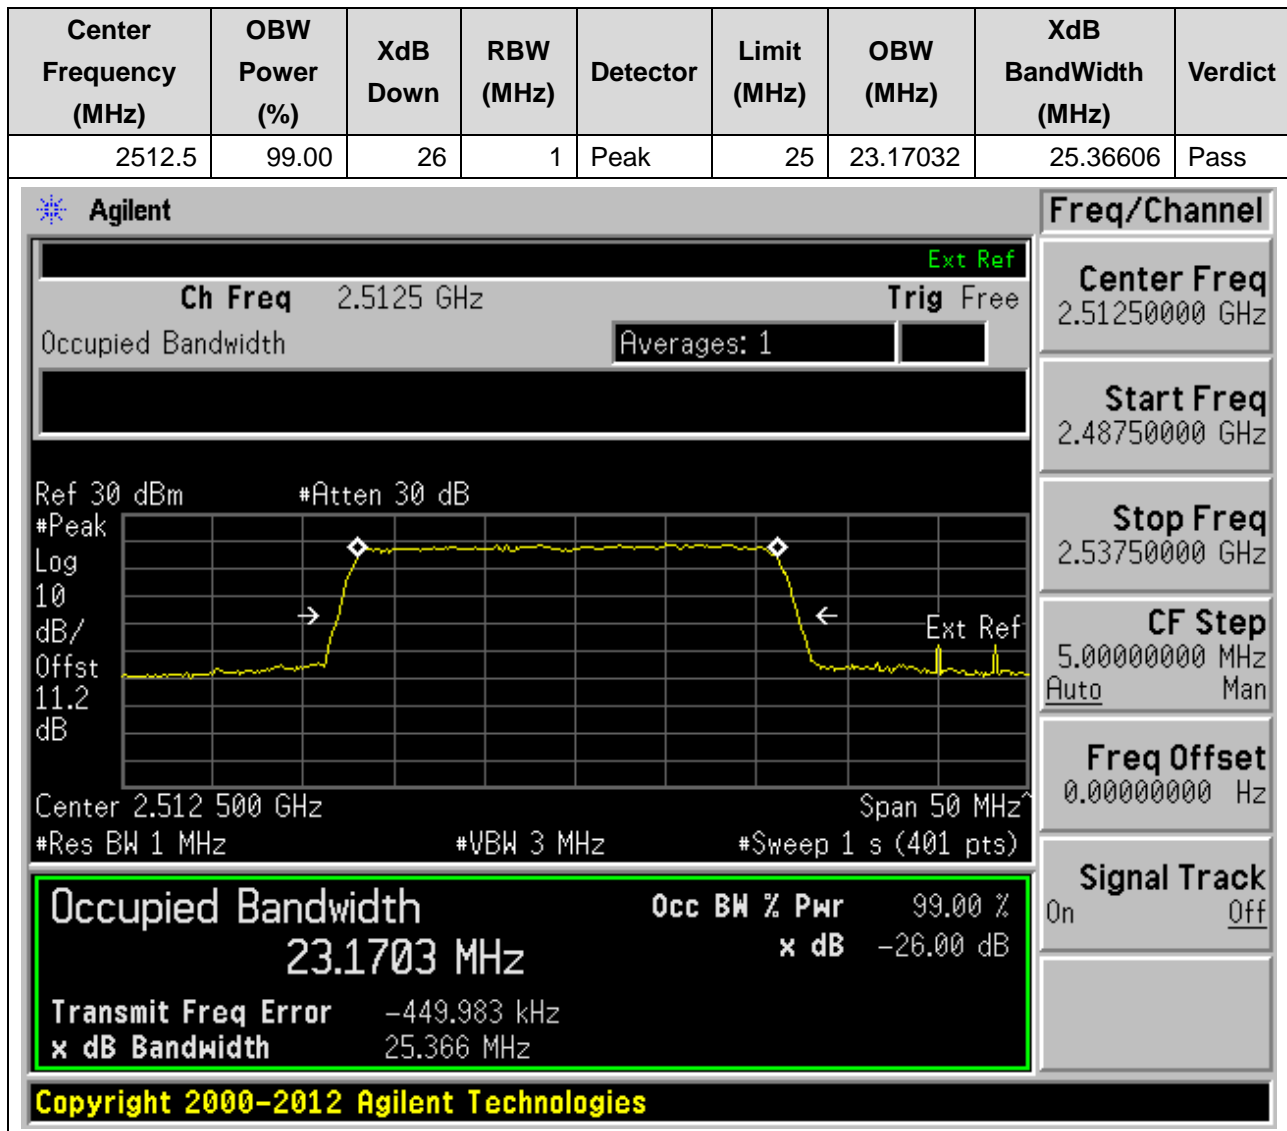 Center Frequency (MHz) OBW Power (%) XdB Down RBW (MHz) Detector Limit (MHz) OBW (MHz) XdB BandWidth (MHz) Verdict
2512.5 99.00 26 1 Peak 25 23.17032 25.36606 Pass
Agilent
Freq/Channel
Ext Ref
Ch Freq 2.5125 GHz Trig Free
Occupied Bandwidth Averages: 1
Center Freq
2.51250000 GHz
Start Freq
2.48750000 GHz
Stop Freq
2.53750000 GHz
CF Step
5.00000000 MHz
Auto Man
Freq Offset
0.00000000 Hz
Signal Track
On Off
Ref 30 dBm #Atten 30 dB
#Peak
Log
10
dB/
Offst
11.2
dB
Ext Ref
Center 2.512 500 GHz Span 50 MHz^
#Res BW 1 MHz #VBW 3 MHz #Sweep 1 s (401 pts)
Occupied Bandwidth Occ BW % Pwr 99.00 %
23.1703 MHz x dB -26.00 dB
Transmit Freq Error -449.983 kHz
x dB Bandwidth 25.366 MHz
Copyright 2000-2012 Agilent Technologies